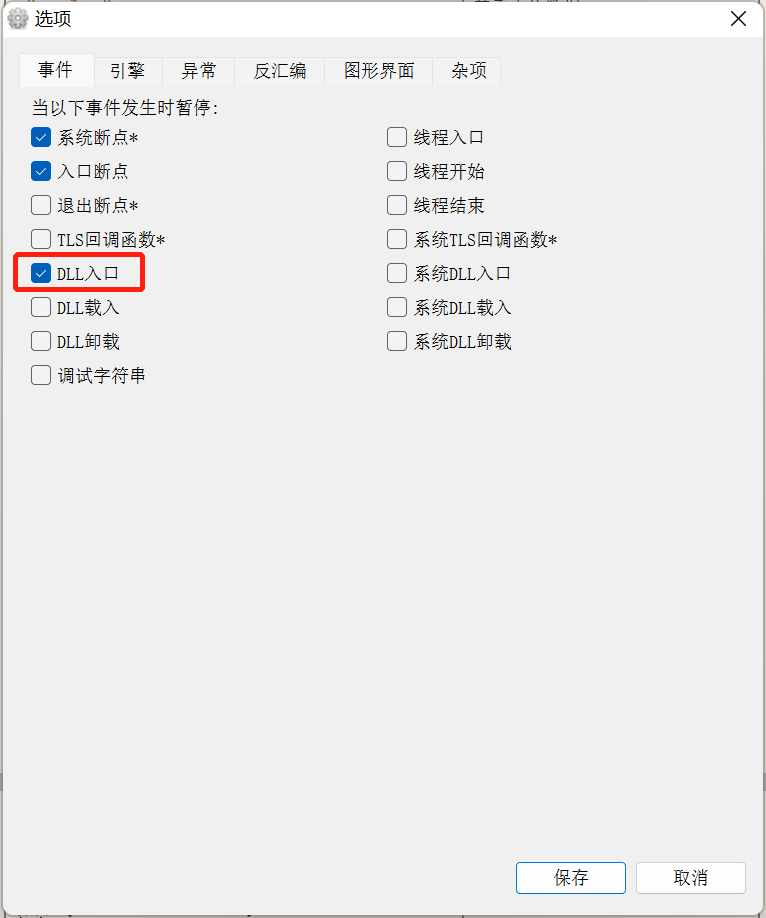 选项
事件 引擎 异常 反汇编 图形界面 杂项
当以下事件发生时暂停:
系统断点* 线程入口
入口断点 线程开始
退出断点* 线程结束
TLS回调函数* 系统TLS回调函数*
DLL入口 系统DLL入口
DLL载入 系统DLL载入
DLL卸载 系统DLL卸载
调试字符串
保存 取消